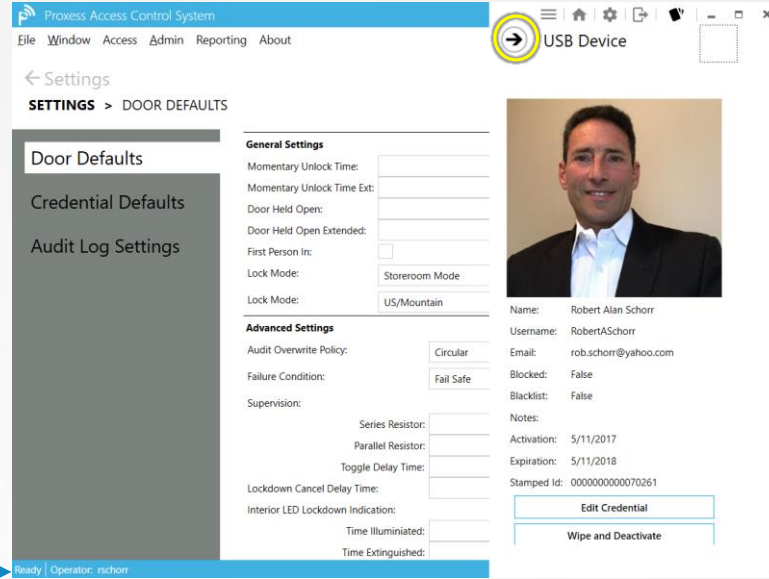 Proxess Access Control System
File Window Access Admin Reporting About
USB Device
Settings
SETTINGS > DOOR DEFAULTS
Door Defaults
Credential Defaults
Audit Log Settings
General Settings
Momentary Unlock Time:
Momentary Unlock Time Ext:
Door Held Open:
Door Held Open Extended:
First Person In:
Lock Mode: Storeroom Mode
Lock Mode: US/Mountain
Advanced Settings
Audit Overwrite Policy: Circular
Failure Condition: Fail Safe
Supervision:
Series Resistor:
Parallel Resistor:
Toggle Delay Time:
Lockdown Cancel Delay Time:
Interior LED Lockdown Indication:
Time Illuminiated:
Time Extinguished:
Name: Robert Alan Schorr
Username: RobertASchorr
Email: rob.schorr@yahoo.com
Blocked: False
Blacklist: False
Notes:
Activation: 5/11/2017
Expiration: 5/11/2018
Stamped Id: 0000000000070261
Edit Credential
Wipe and Deactivate
Ready Operator: rschorr